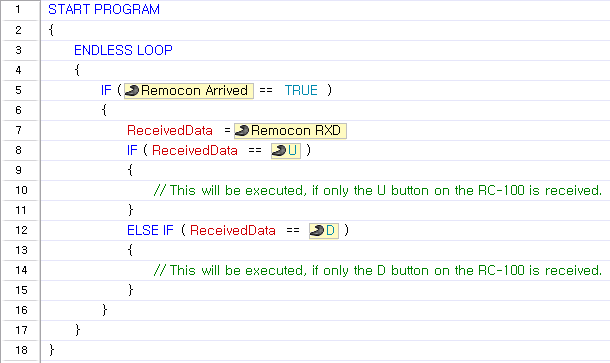 1 START PROGRAM
2 {
3 ENDLESS LOOP
4 {
5 IF ( Remocon Arrived == TRUE )
6 {
7 ReceivedData = Remocon RXD
8 IF ( ReceivedData == U )
9 {
10 // This will be executed, if only the U button on the RC-100 is received.
11 }
12 ELSE IF ( ReceivedData == D )
13 {
14 // This will be executed, if only the D button on the RC-100 is received.
15 }
16 }
17 }
18 }